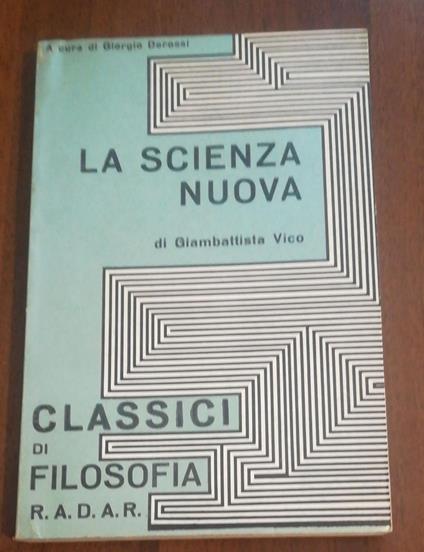 A cura di Giorgio Derossi
LA SCIENZA
NUOVA
di Giambattista Vico
CLASSICI
DI
FILOSOFIA
R. A. D. A. R.